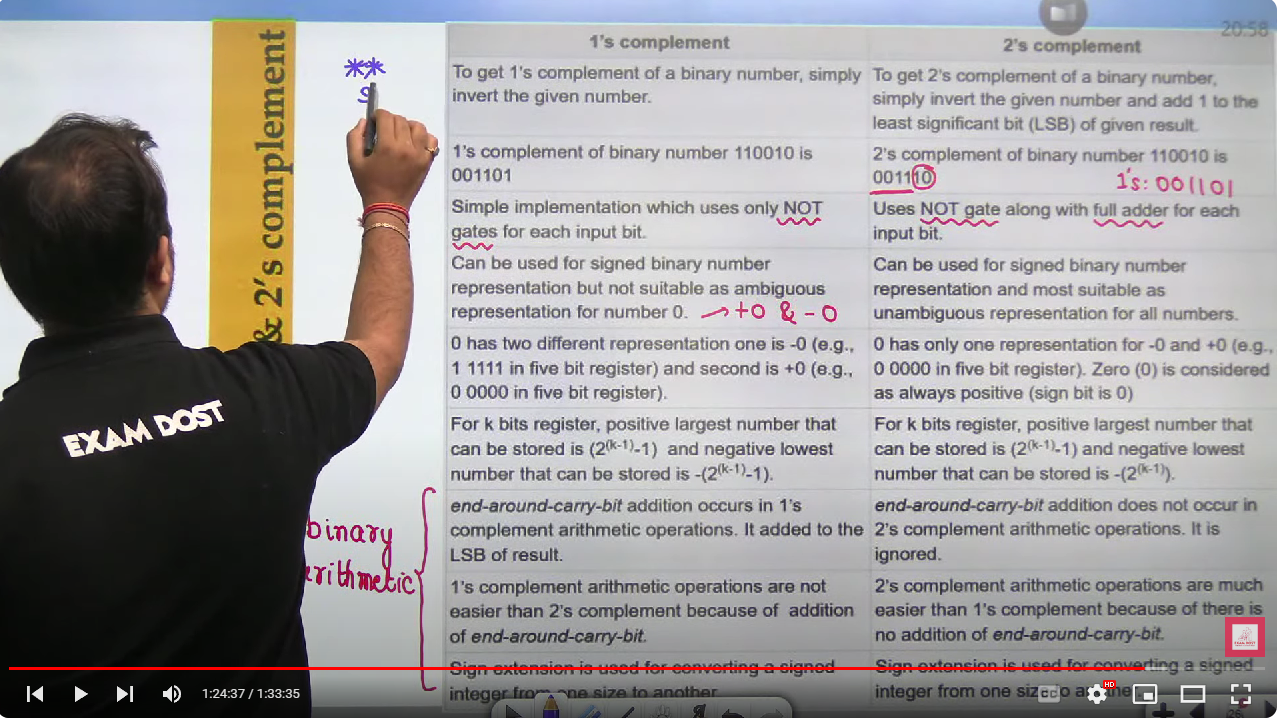 20:58
& 2's complement
**
S
1's complement
2's complement
To get 1's complement of a binary number, simply
invert the given number.
To get 2's complement of a binary number,
simply invert the given number and add 1 to the
least significant bit (LSB) of given result.
1's complement of binary number 110010 is
001101
2's complement of binary number 110010 is
001110
1's: 001101
Simple implementation which uses only NOT
gates for each input bit.
Uses NOT gate along with full adder for each
input bit.
Can be used for signed binary number
representation but not suitable as ambiguous
representation for number 0. → +0 & -0
Can be used for signed binary number
representation and most suitable as
unambiguous representation for all numbers.
0 has two different representation one is -0 (e.g.,
1 1111 in five bit register) and second is +0 (e.g.,
0 0000 in five bit register).
0 has only one representation for -0 and +0 (e.g.,
0 0000 in five bit register). Zero (0) is considered
as always positive (sign bit is 0)
For k bits register, positive largest number that
can be stored is (2^(k-1)-1) and negative lowest
number that can be stored is -(2^(k-1)-1).
For k bits register, positive largest number that
can be stored is (2^(k-1)-1) and negative lowest
number that can be stored is -(2^(k-1)).
binary
arithmetic
end-around-carry-bit addition occurs in 1's
complement arithmetic operations. It added to the
LSB of result.
end-around-carry-bit addition does not occur in
2's complement arithmetic operations. It is
ignored.
1's complement arithmetic operations are not
easier than 2's complement because of addition
of end-around-carry-bit.
2's complement arithmetic operations are much
easier than 1's complement because of there is
no addition of end-around-carry-bit.
Sign extension is used for converting a signed
integer from one size to another
Sign extension is used for converting a signed
integer from one size to
EXAM DOST
EXAM DOST
1:24:37 / 1:33:35
CC
HD